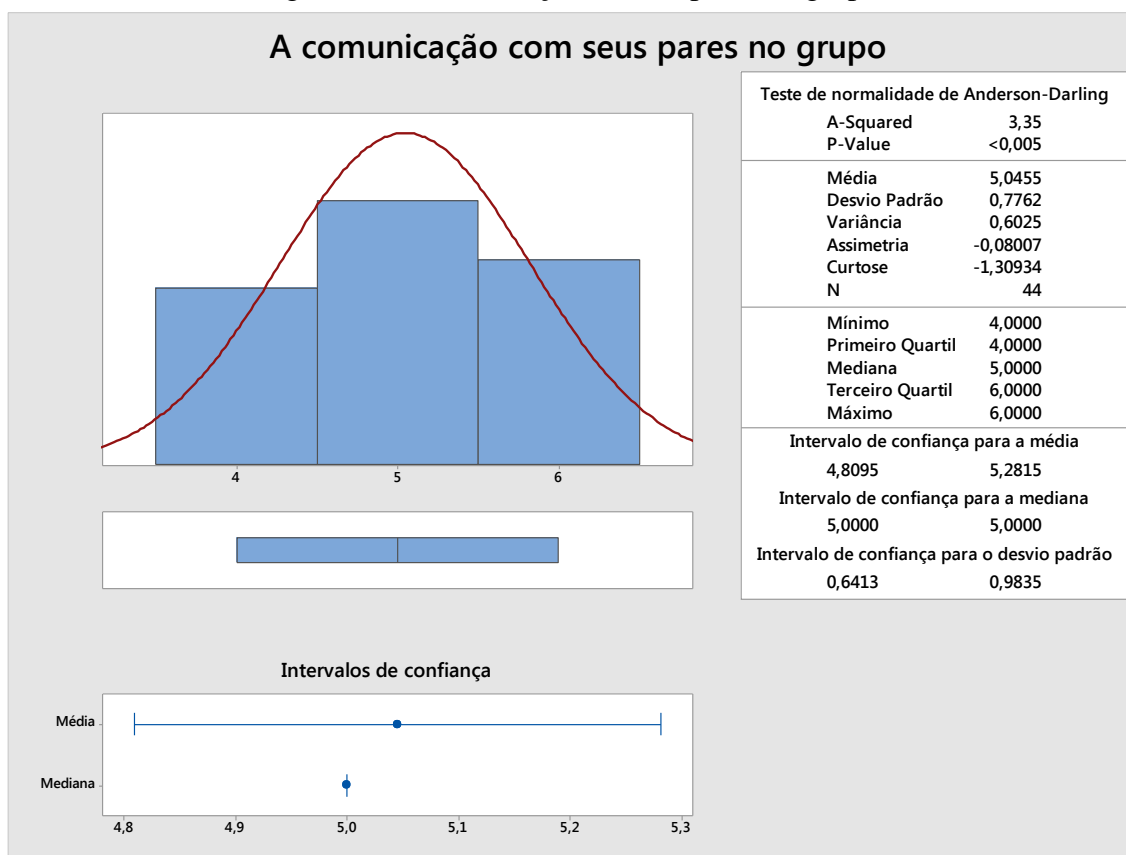 A comunicação com seus pares no grupo
Teste de normalidade de Anderson-Darling
A-Squared 3,35
P-Value <0,005
Média 5,0455
Desvio Padrão 0,7762
Variância 0,6025
Assimetria -0,08007
Curtose -1,30934
N 44
Mínimo 4,0000
Primeiro Quartil 4,0000
Mediana 5,0000
Terceiro Quartil 6,0000
Máximo 6,0000
Intervalo de confiança para a média
4,8095 5,2815
Intervalo de confiança para a mediana
5,0000 5,0000
Intervalo de confiança para o desvio padrão
0,6413 0,9835
4 5 6
Intervalos de confiança
Média
Mediana
4,8 4,9 5,0 5,1 5,2 5,3